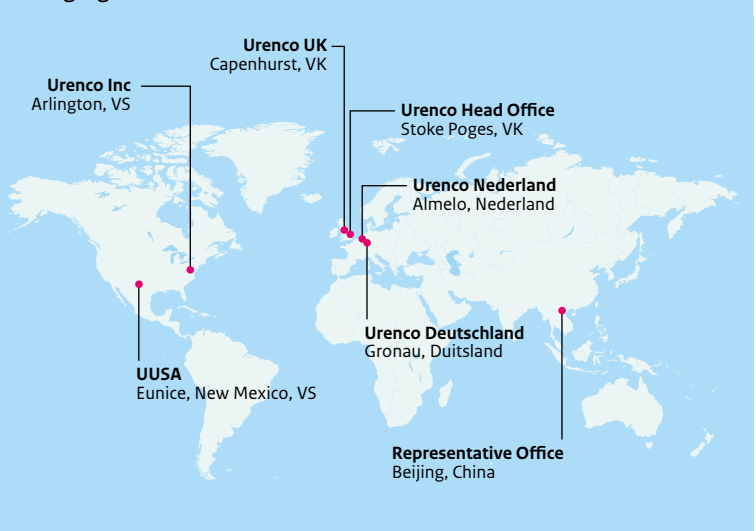 Urenco UK
Capenhurst, VK
Urenco Inc
Arlington, VS
Urenco Head Office
Stoke Poges, VK
Urenco Nederland
Almelo, Nederland
Urenco Deutschland
Gronau, Duitsland
UUSA
Eunice, New Mexico, VS
Representative Office
Beijing, China